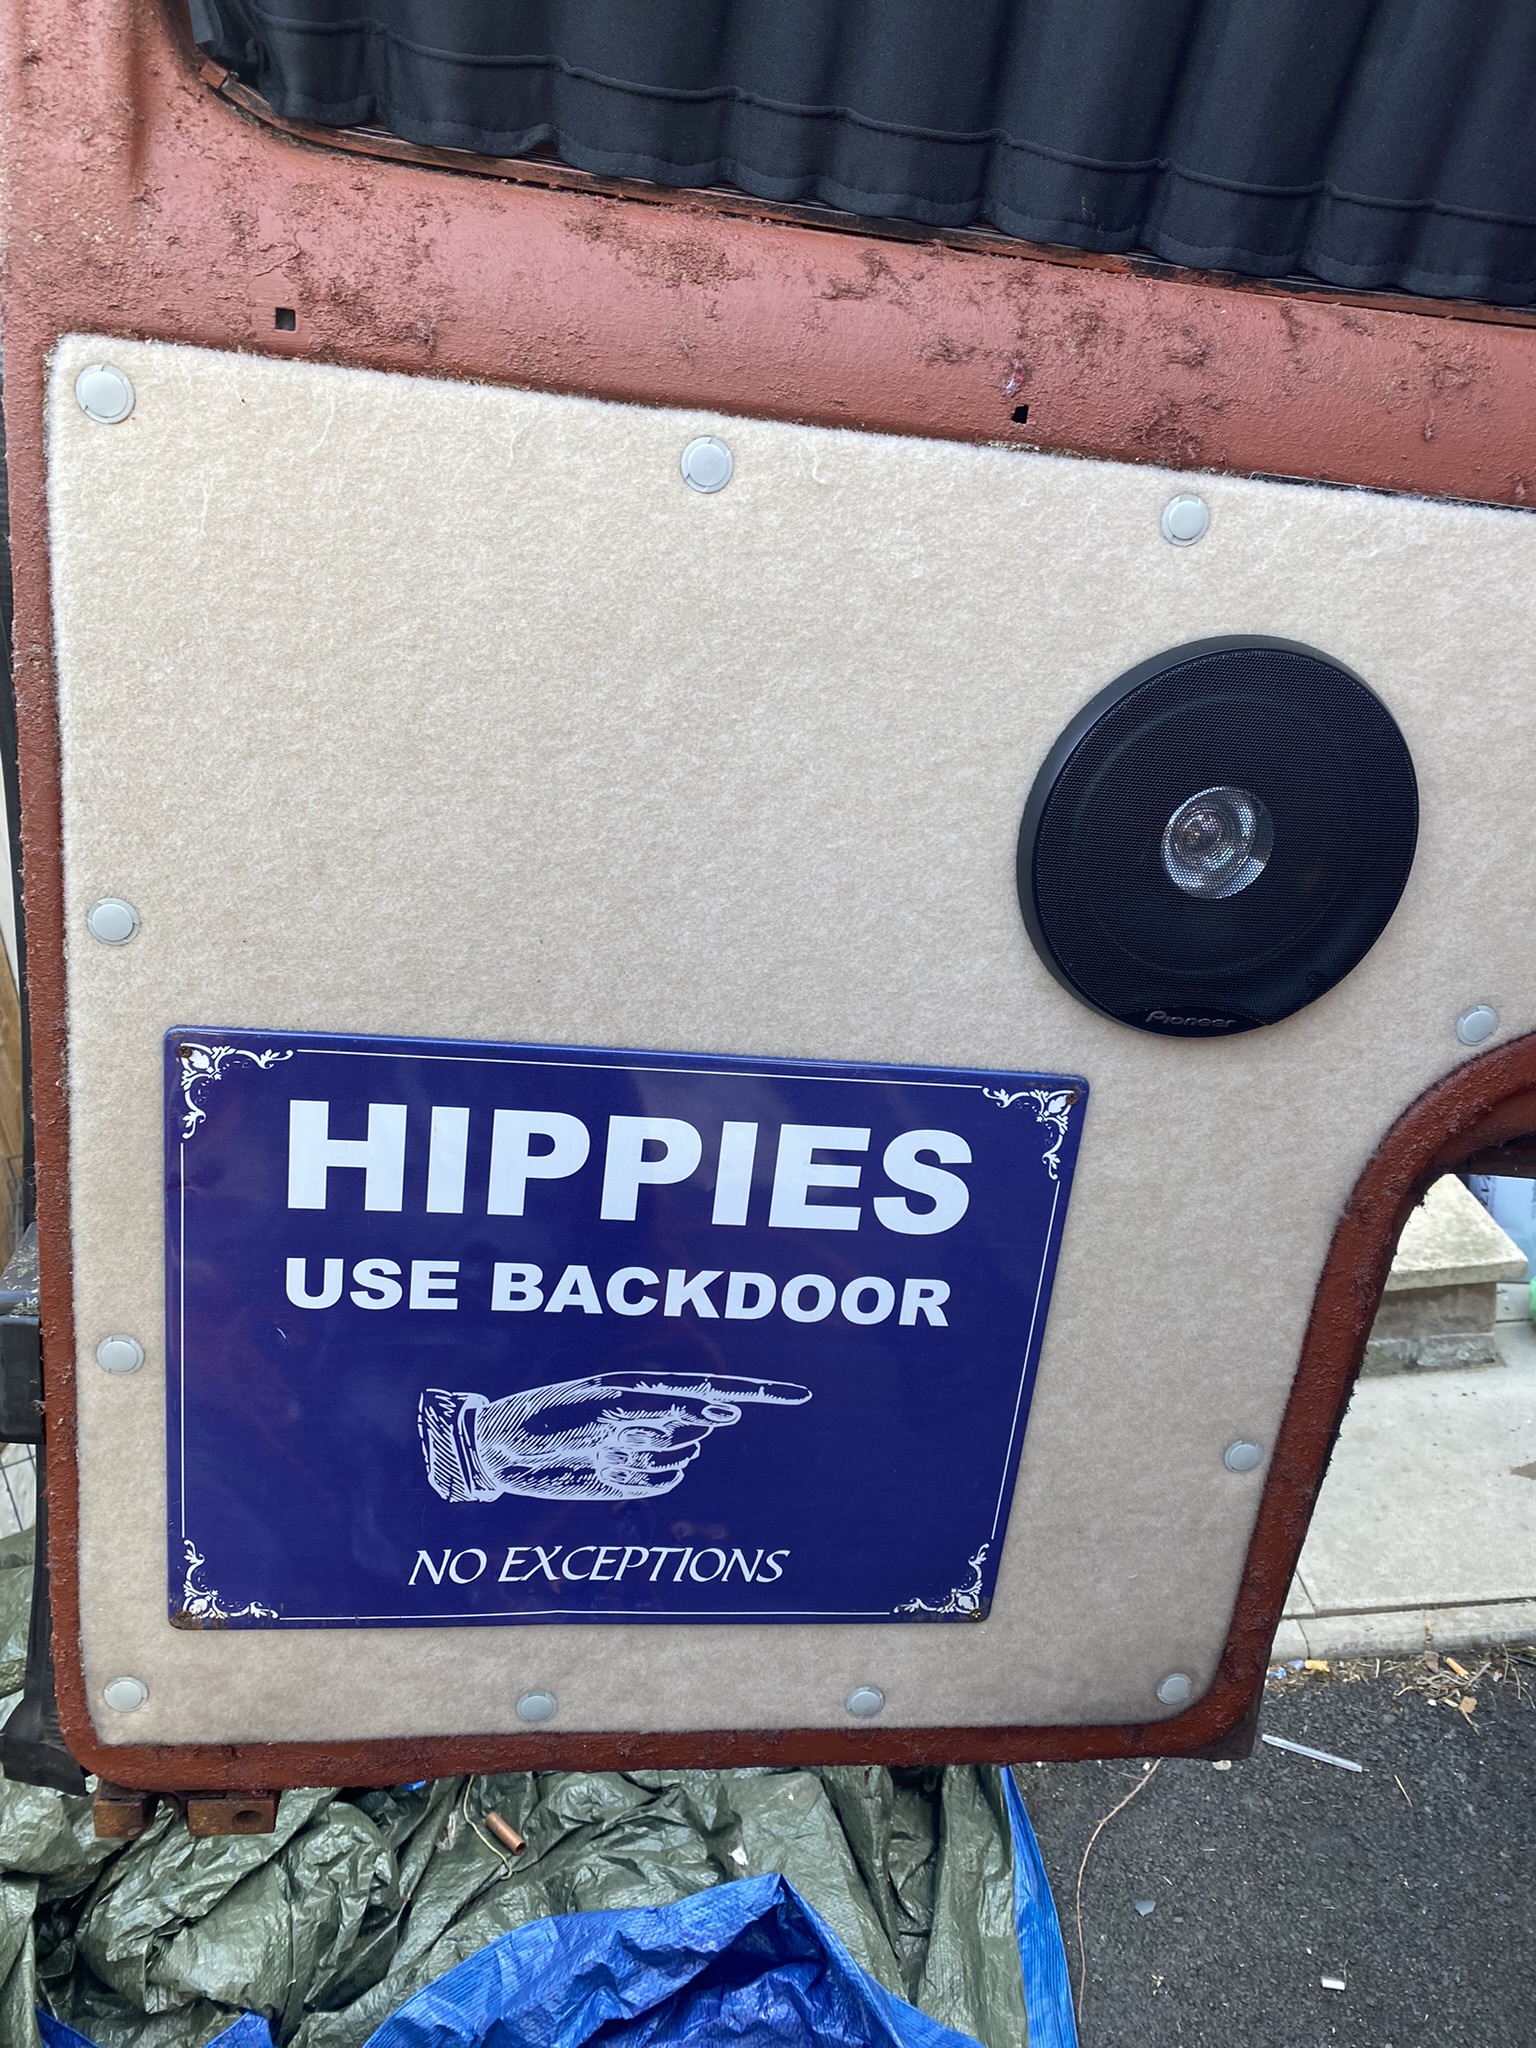 Pioneer
HIPPIES
USE BACKDOOR
NO EXCEPTIONS